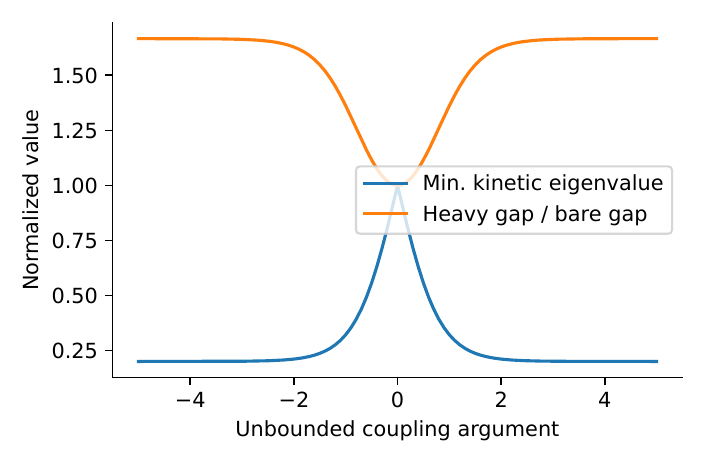 Normalized value
1.50
1.25
1.00
0.75
0.50
0.25
Min. kinetic eigenvalue
Heavy gap / bare gap
−4 −2 0 2 4
Unbounded coupling argument